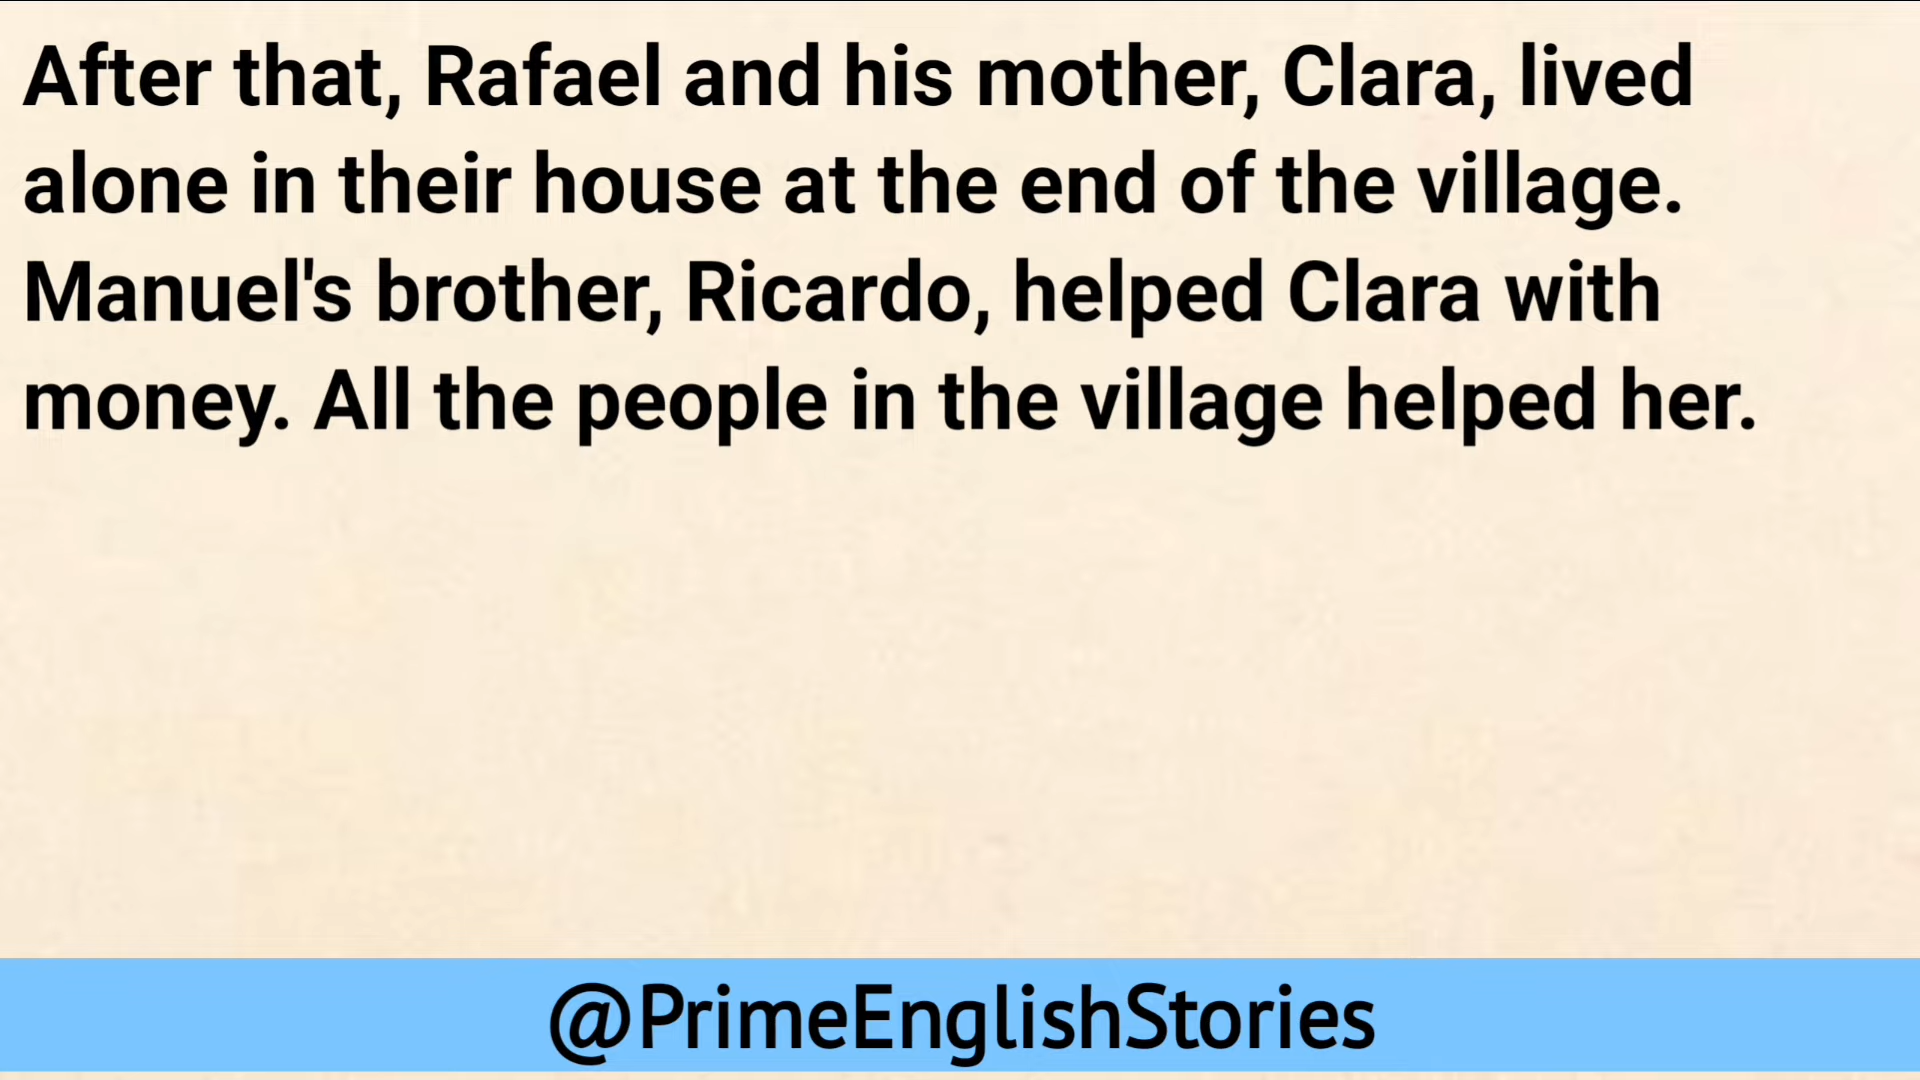 After that, Rafael and his mother, Clara, lived
alone in their house at the end of the village.
Manuel's brother, Ricardo, helped Clara with
money. All the people in the village helped her.
@PrimeEnglishStories